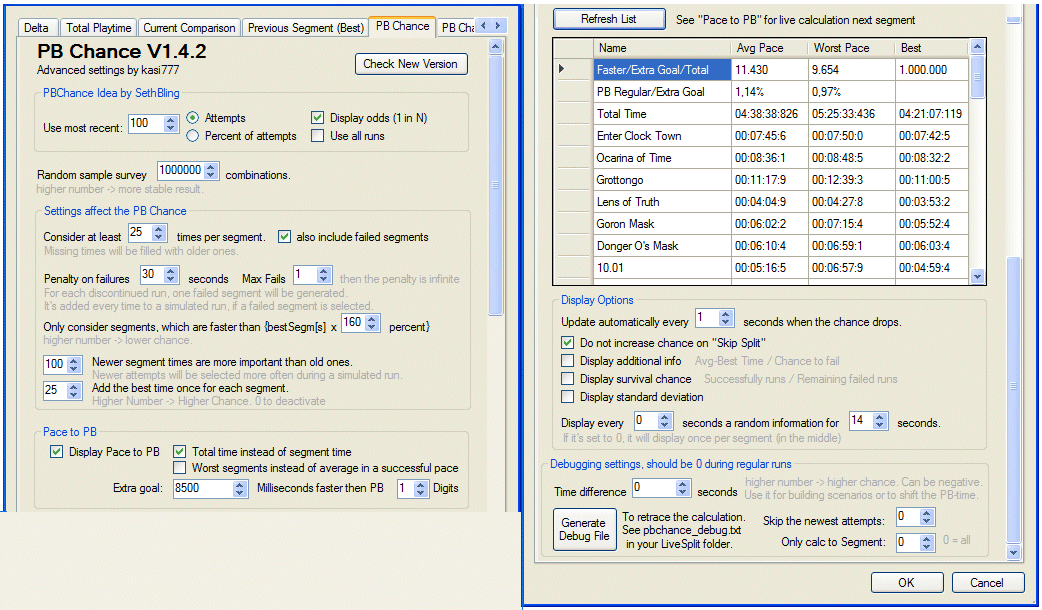 Delta Total Playtime Current Comparison Previous Segment (Best) PB Chance PB Cha
PB Chance V1.4.2
Advanced settings by kasi777
Check New Version
PBChance Idea by SethBling
Use most recent: 100 Attempts Display odds (1 in N)
Percent of attempts Use all runs
Random sample survey 1000000 combinations.
higher number -> more stable result.
Settings affect the PB Chance
Consider at least 25 times per segment. also include failed segments
Missing times will be filled with older ones.
Penalty on failures 30 seconds Max Fails 1 then the penalty is infinite
For each discontinued run, one failed segment will be generated.
It's added every time to a simulated run, if a failed segment is selected.
Only consider segments, which are faster than {bestSegm[s] x 160 percent}
higher number -> lower chance.
100 Newer segment times are more important than old ones.
Newer attempts will be selected more often during a simulated run.
25 Add the best time once for each segment.
Higher Number -> Higher Chance. 0 to deactivate
Pace to PB
Display Pace to PB Total time instead of segment time
Worst segments instead of average in a successful pace
Extra goal: 8500 Milliseconds faster then PB 1 Digits
Refresh List See "Pace to PB" for live calculation next segment
Name Avg Pace Worst Pace Best
Faster/Extra Goal/Total 11.430 9.654 1.000.000
PB Regular/Extra Goal 1,14% 0,97%
Total Time 04:38:38:826 05:25:33:436 04:21:07:119
Enter Clock Town 00:07:45:6 00:07:50:0 00:07:42:5
Ocarina of Time 00:08:36:1 00:08:48:5 00:08:32:2
Grottongo 00:11:17:9 00:12:39:3 00:11:00:5
Lens of Truth 00:04:04:9 00:04:27:8 00:03:53:2
Goron Mask 00:06:02:2 00:07:15:4 00:05:52:4
Donger O's Mask 00:06:10:4 00:06:59:1 00:06:03:4
10.01 00:05:16:5 00:06:57:9 00:04:59:4
Display Options
Update automatically every 1 seconds when the chance drops.
Do not increase chance on "Skip Split"
Display additional info Avg-Best Time / Chance to fail
Display survival chance Successfully runs / Remaining failed runs
Display standard deviation
Display every 0 seconds a random information for 14 seconds.
If it's set to 0, it will display once per segment (in the middle)
Debugging settings, should be 0 during regular runs
Time difference 0 seconds higher number -> higher chance. Can be negative.
Use it for building scenarios or to shift the PB-time.
Generate Debug File
To retrace the calculation.
See pbchance_debug.txt
in your LiveSplit folder.
Skip the newest attempts: 0
Only calc to Segment: 0 0 = all
OK Cancel